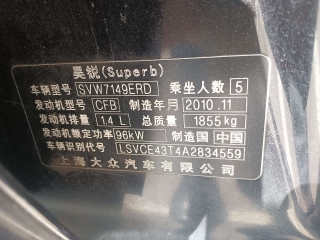 昊锐(Superb)
车辆型号 SVW7149ERD 乘坐人数 5
发动机型号 CFB 制造年月 2010.11
发动机排量 1.4 L 总质量 1855 kg
发动机额定功率 96kW 制造国 中国
车辆识别代号 LSVCE43T4A2834559
上海大众汽车有限公司